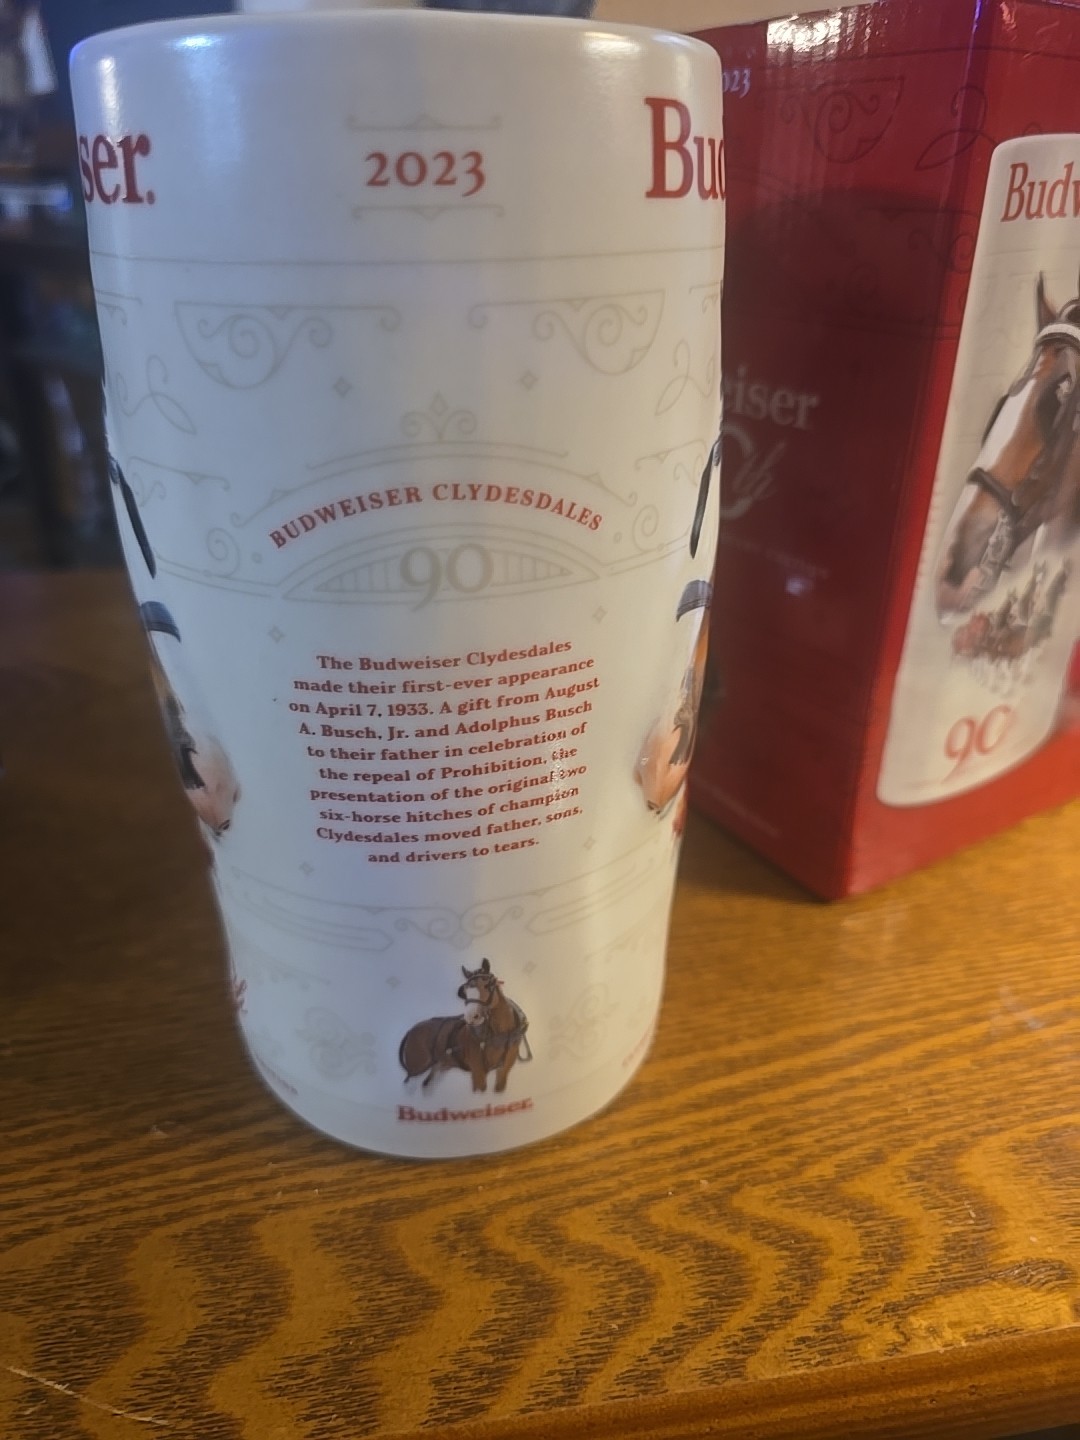 ser.
2023
Bud
BUDWEISER CLYDESDALES
90
The Budweiser Clydesdales
made their first-ever appearance
on April 7, 1933. A gift from August
A. Busch, Jr. and Adolphus Busch
to their father in celebration of
the repeal of Prohibition, the
presentation of the original two
six-horse hitches of champion
Clydesdales moved father, sons,
and drivers to tears.
Budweiser.
023
eiser
Budw
90